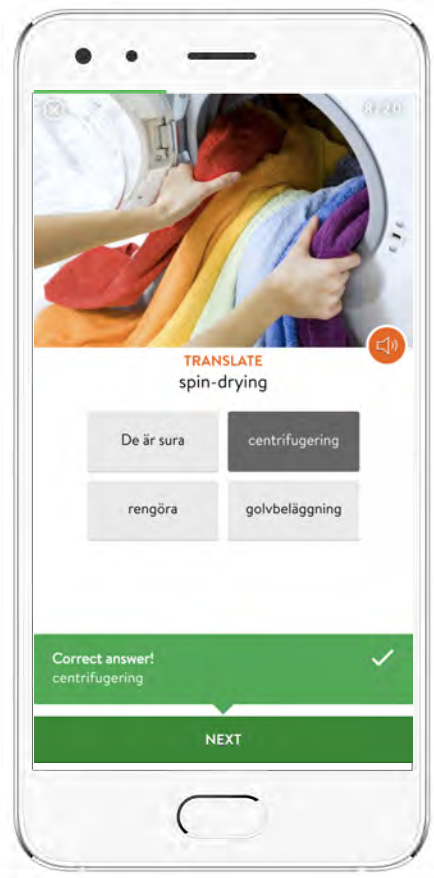 8/20
TRANSLATE
spin-drying
De är sura
centrifugering
rengöra
golvbeläggning
Correct answer!
centrifugering
NEXT